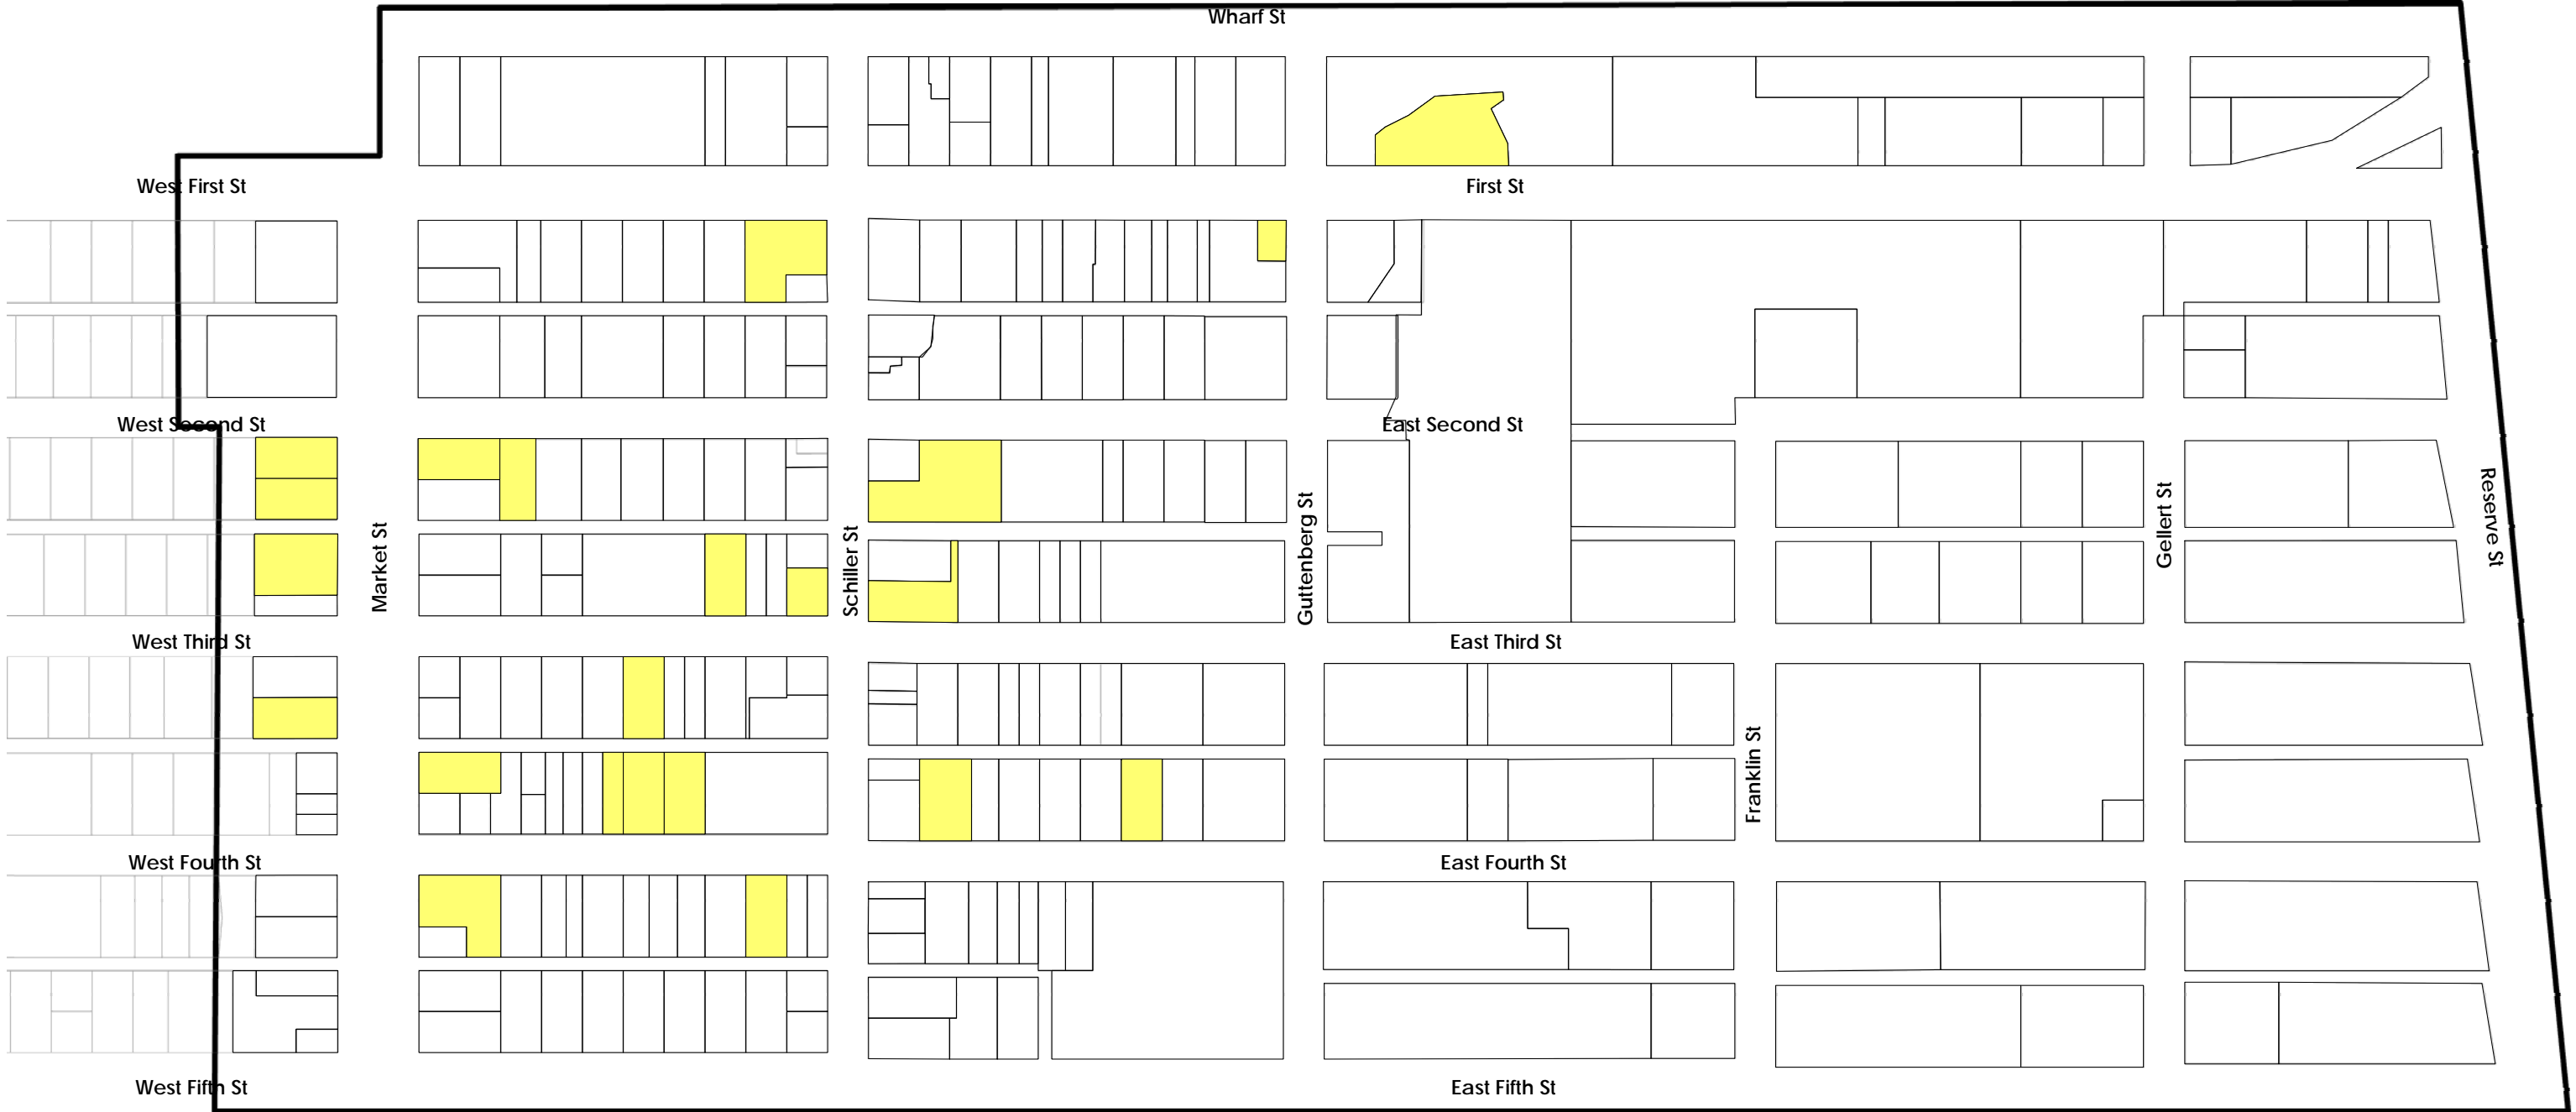 Wharf St
West First St
First St
West Second St
East Second St
Market St
Schiller St
Guttenberg St
Gellert St
Reserve St
West Third St
East Third St
Franklin St
West Fourth St
East Fourth St
West Fifth St
East Fifth St